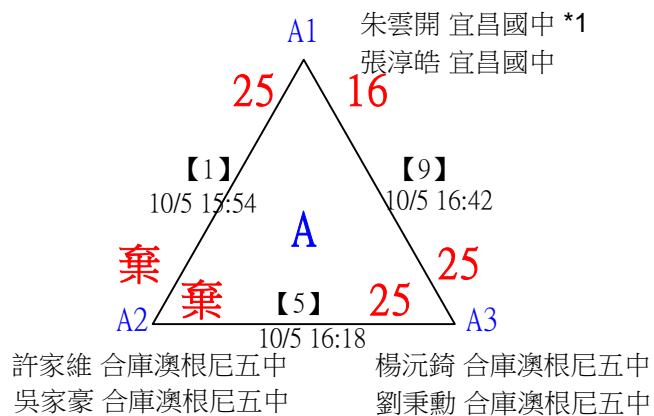 A1
朱雲開 宜昌國中 *1
張淳皓 宜昌國中
25
16
【1】
10/5 15:54
【9】
10/5 16:42
A
棄
棄
25
25
【5】
10/5 16:18
A2
A3
許家維 合庫澳根尼五中
吳家豪 合庫澳根尼五中
楊沅錡 合庫澳根尼五中
劉秉勳 合庫澳根尼五中